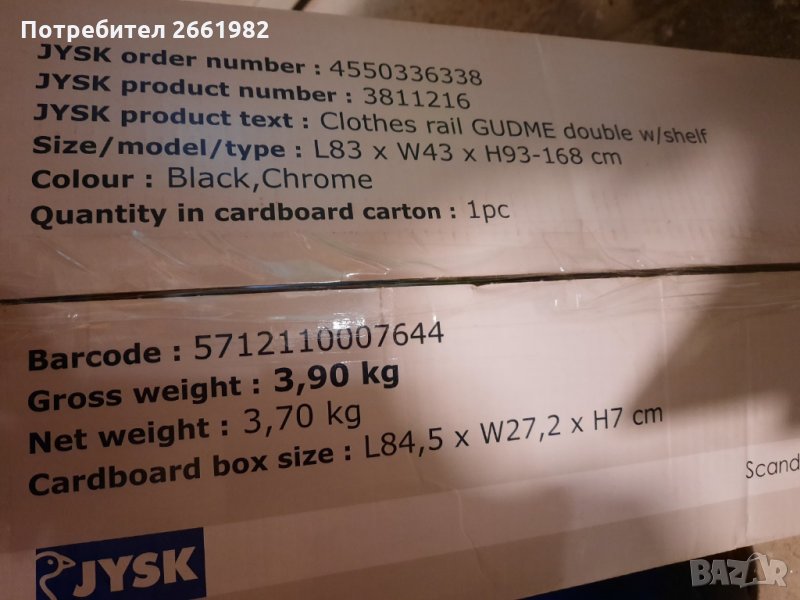 Потребител 2661982
JYSK order number : 4550336338
JYSK product number : 3811216
JYSK product text : Clothes rail GUDME double w/shelf
Size/model/type : L83 x W43 x H93-168 cm
Colour : Black,Chrome
Quantity in cardboard carton : 1pc
Barcode : 5712110007644
Gross weight : 3,90 kg
Net weight : 3,70 kg
Cardboard box size : L84,5 x W27,2 x H7 cm
Scand
JYSK
BAZAR